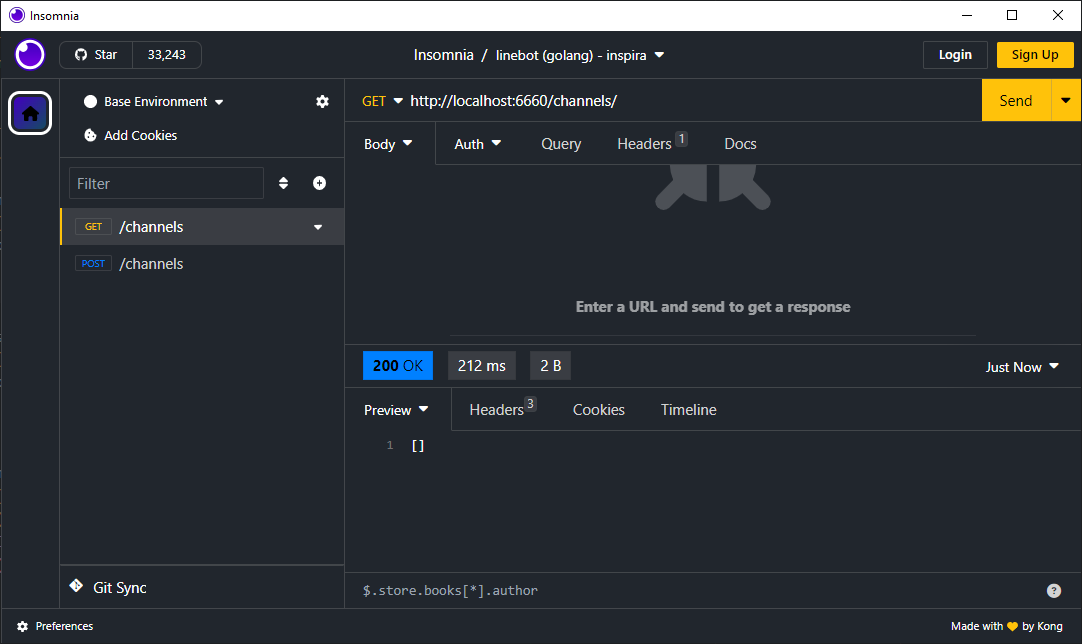 Insomnia
Star 33,243
Insomnia / linebot (golang) - inspira
Login
Sign Up
Base Environment
Add Cookies
Filter
GET /channels
POST /channels
Git Sync
GET http://localhost:6660/channels/
Send
Body Auth Query Headers 1 Docs
Enter a URL and send to get a response
200 OK 212 ms 2 B Just Now
Preview Headers 3 Cookies Timeline
1 []
$.store.books[*].author ?
Preferences
Made with 💛 by Kong